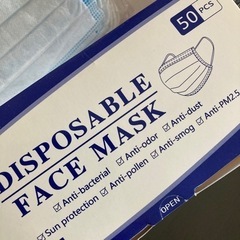 50 PCS
DISPOSABLE
FACE MASK
✓Anti-bacterial ✓Anti-odor ✓Anti-dust
Sun protection ✓Anti-pollen ✓Anti-smog ✓Anti-PM2.5
OPEN